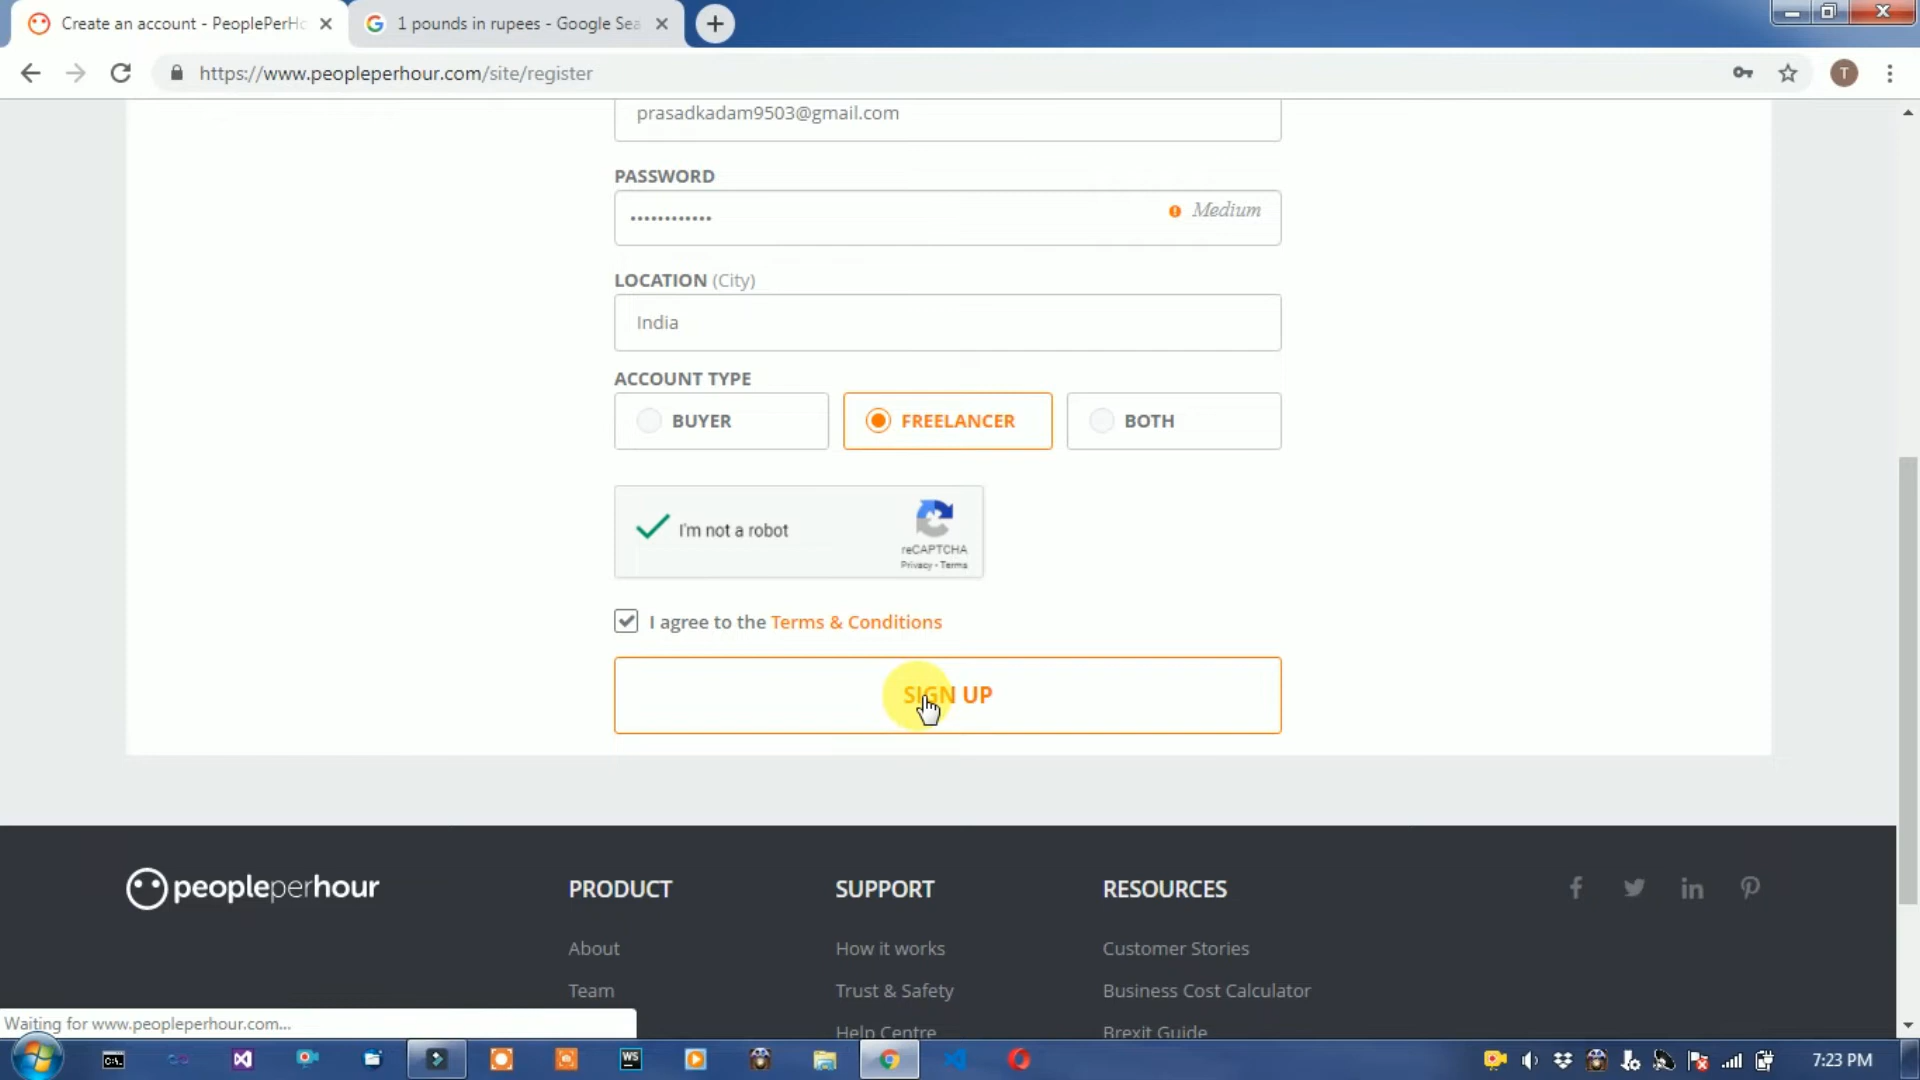 Create an account - PeoplePerHo
1 pounds in rupees - Google Sea
https://www.peopleperhour.com/site/register
T
prasadkadam9503@gmail.com
PASSWORD
••••••••••••
Medium
LOCATION (City)
India
ACCOUNT TYPE
BUYER
FREELANCER
BOTH
I'm not a robot
reCAPTCHA
Privacy - Terms
I agree to the Terms & Conditions
SIGN UP
peopleperhour
PRODUCT
SUPPORT
RESOURCES
About
How it works
Customer Stories
Team
Trust & Safety
Business Cost Calculator
Help Centre
Brexit Guide
Waiting for www.peopleperhour.com...
C:\.
WS
7:23 PM